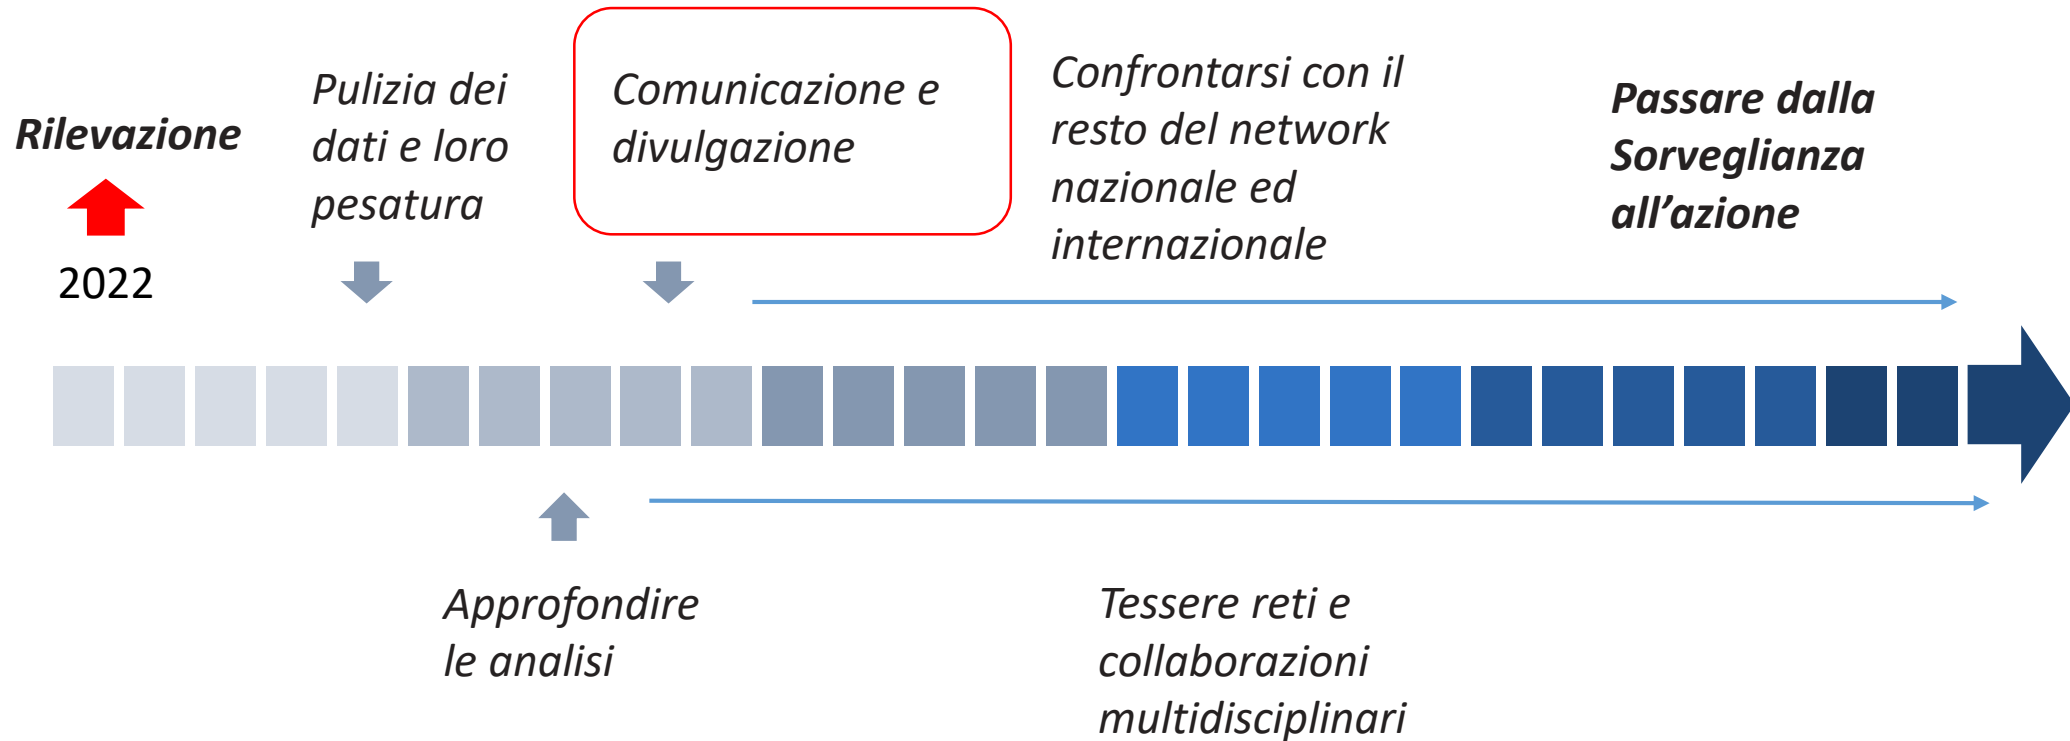 Rilevazione
2022
Pulizia dei
dati e loro
pesatura
Comunicazione e
divulgazione
Confrontarsi con il
resto del network
nazionale ed
internazionale
Passare dalla
Sorveglianza
all’azione
Approfondire
le analisi
Tessere reti e
collaborazioni
multidisciplinari